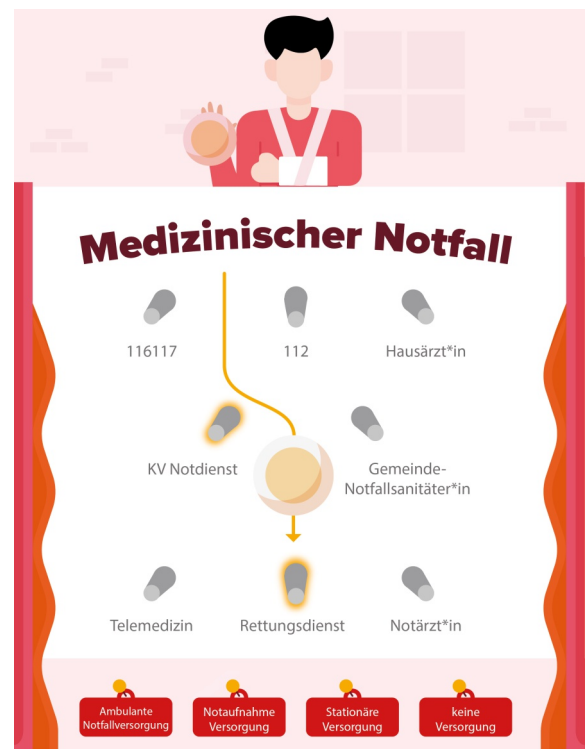 Medizinischer Notfall
116117
112
Hausärzt*in
KV Notdienst
Gemeinde-
Notfallsanitäter*in
Telemedizin
Rettungsdienst
Notärzt*in
Ambulante
Notfallversorgung
Notaufnahme
Versorgung
Stationäre
Versorgung
keine
Versorgung